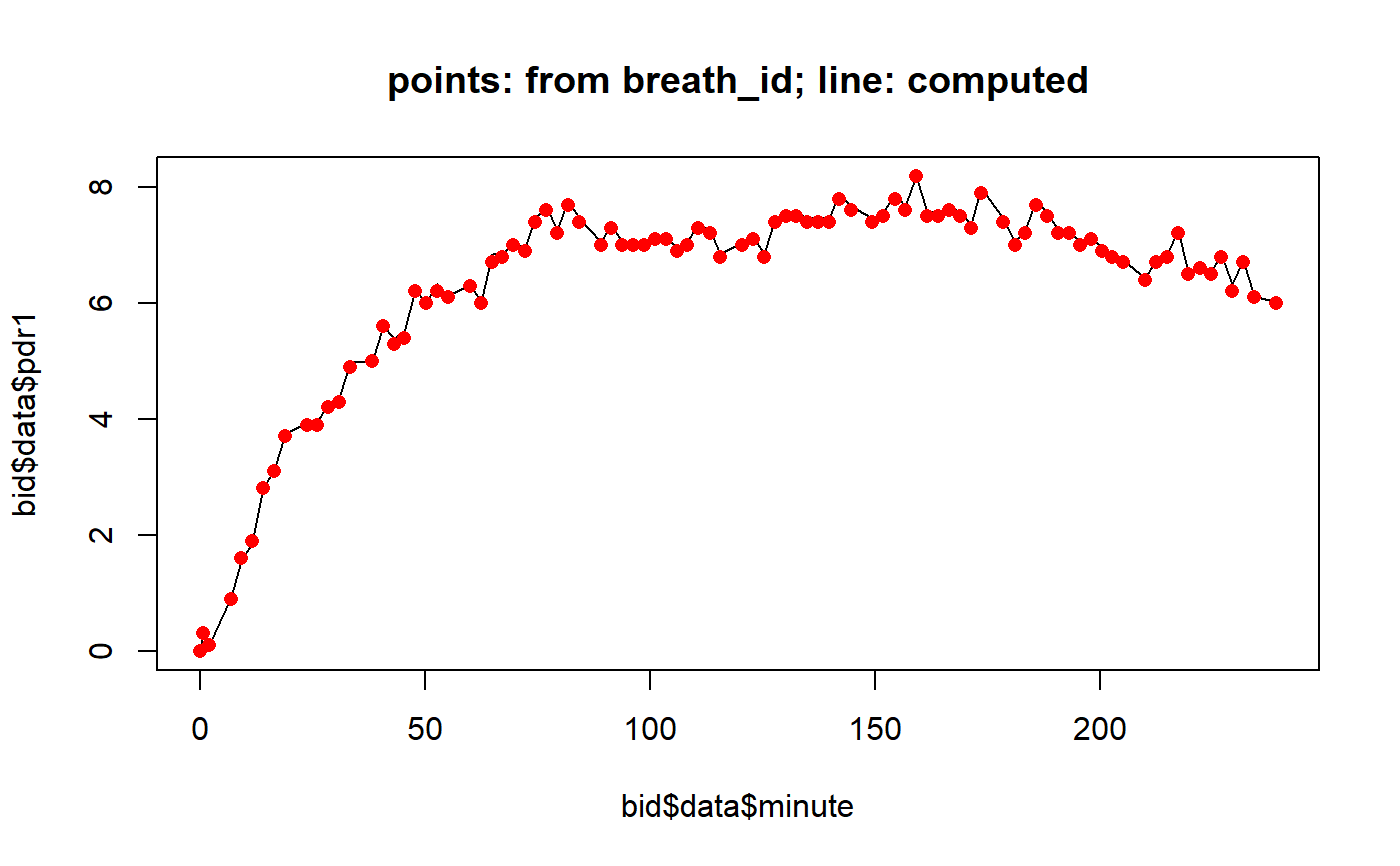 points: from breath_id; line: computed
bid$data$pdr1
8
6
4
2
0
0 50 100 150 200
bid$data$minute